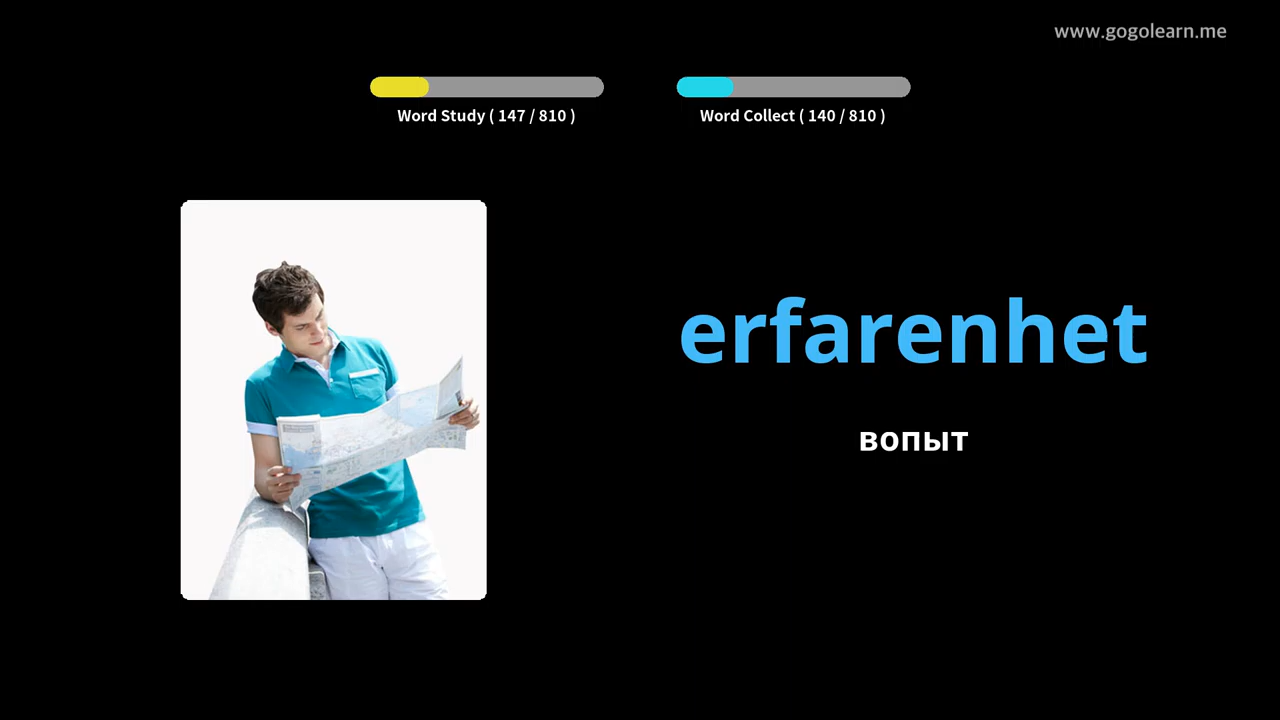 www.gogolearn.me
Word Study ( 147 / 810 )
Word Collect ( 140 / 810 )
erfarenhet
вопыт